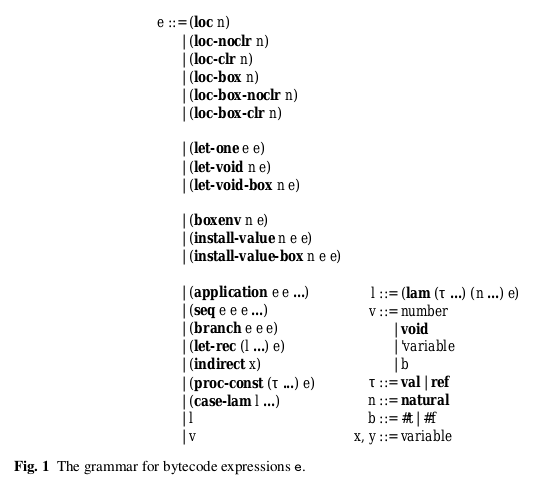 e ::= (loc n)
| (loc-noclr n)
| (loc-clr n)
| (loc-box n)
| (loc-box-noclr n)
| (loc-box-clr n)
| (let-one e e)
| (let-void n e)
| (let-void-box n e)
| (boxenv n e)
| (install-value n e e)
| (install-value-box n e e)
| (application e e ...)
| (seq e e e ...)
| (branch e e e)
| (let-rec (l ...) e)
| (indirect x)
| (proc-const (τ ...) e)
| (case-lam l ...)
| l
| v
l ::= (lam (τ ...) (n ...) e)
v ::= number
| void
| 'variable
| b
τ ::= val | ref
n ::= natural
b ::= #t | #f
x, y ::= variable
Fig. 1 The grammar for bytecode expressions e.